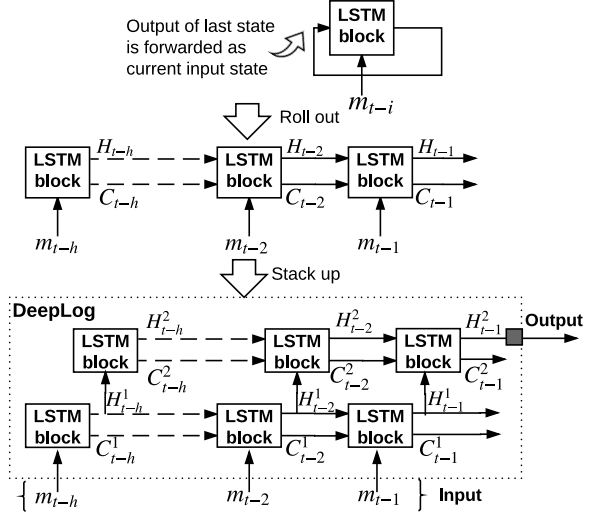 Output of last state
is forwarded as
current input state
LSTM
block
m_{t-i}
Roll out
LSTM
block
H_{t-h}
C_{t-h}
LSTM
block
H_{t-2}
C_{t-2}
LSTM
block
H_{t-1}
C_{t-1}
m_{t-h}
m_{t-2}
m_{t-1}
Stack up
DeepLog
LSTM
block
H^2_{t-h}
C^2_{t-h}
LSTM
block
H^2_{t-2}
C^2_{t-2}
LSTM
block
H^2_{t-1}
C^2_{t-1}
Output
H^1_{t-h}
H^1_{t-2}
H^1_{t-1}
LSTM
block
C^1_{t-h}
LSTM
block
C^1_{t-2}
LSTM
block
C^1_{t-1}
{ m_{t-h} m_{t-2} m_{t-1} } Input